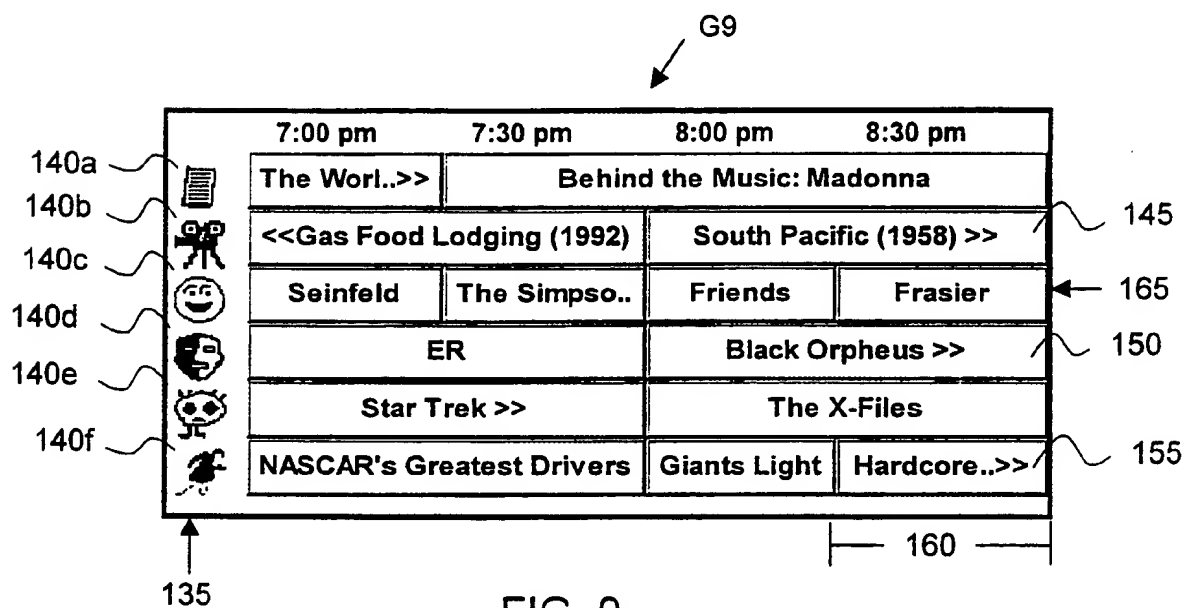 G9
7:00 pm 7:30 pm 8:00 pm 8:30 pm
140a
The Worl..>> Behind the Music: Madonna
140b
<<Gas Food Lodging (1992) South Pacific (1958) >> 145
140c
Seinfeld The Simpso.. Friends Frasier 165
140d
ER Black Orpheus >> 150
140e
Star Trek >> The X-Files
140f
NASCAR's Greatest Drivers Giants Light Hardcore..>> 155
160
135